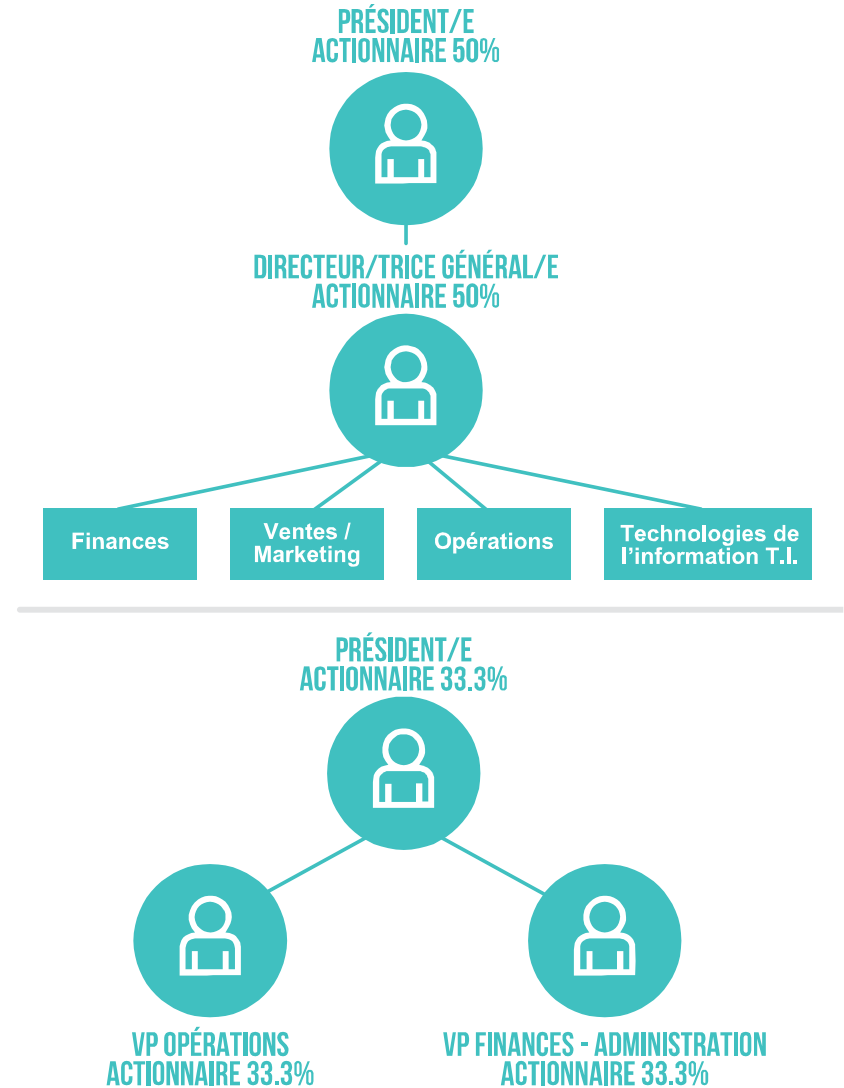 PRÉSIDENT/E
ACTIONNAIRE 50%
DIRECTEUR/TRICE GÉNÉRAL/E
ACTIONNAIRE 50%
Finances
Ventes /
Marketing
Opérations
Technologies de
l'information T.I.
PRÉSIDENT/E
ACTIONNAIRE 33.3%
VP OPÉRATIONS
ACTIONNAIRE 33.3%
VP FINANCES - ADMINISTRATION
ACTIONNAIRE 33.3%